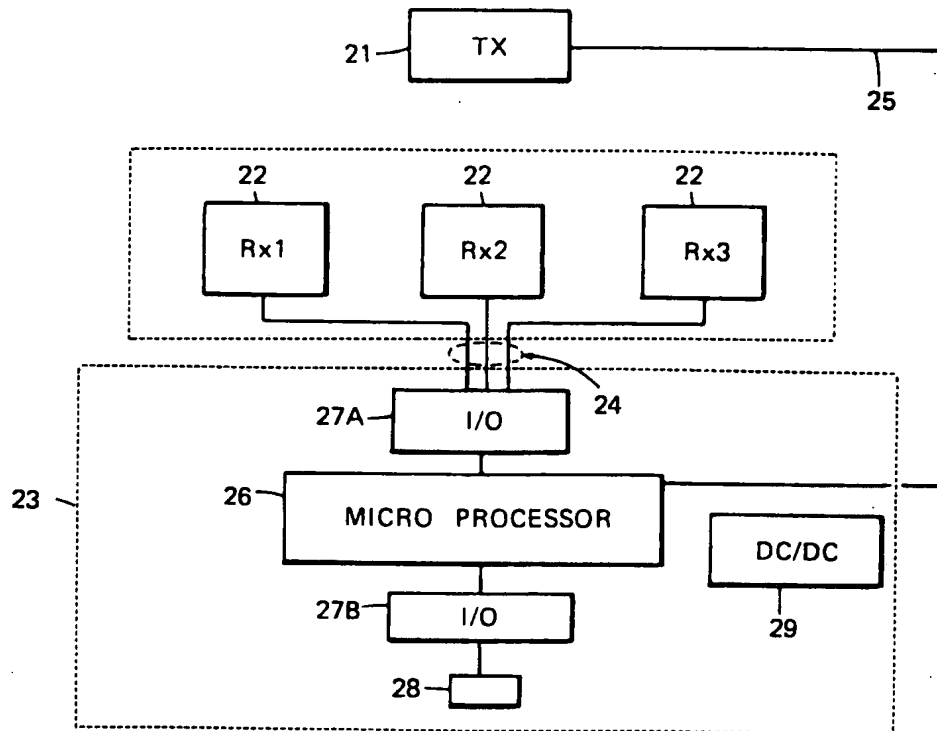 21
TX
25
22
22
22
Rx1
Rx2
Rx3
24
27A
I/O
23
26
MICRO PROCESSOR
DC/DC
27B
I/O
29
28